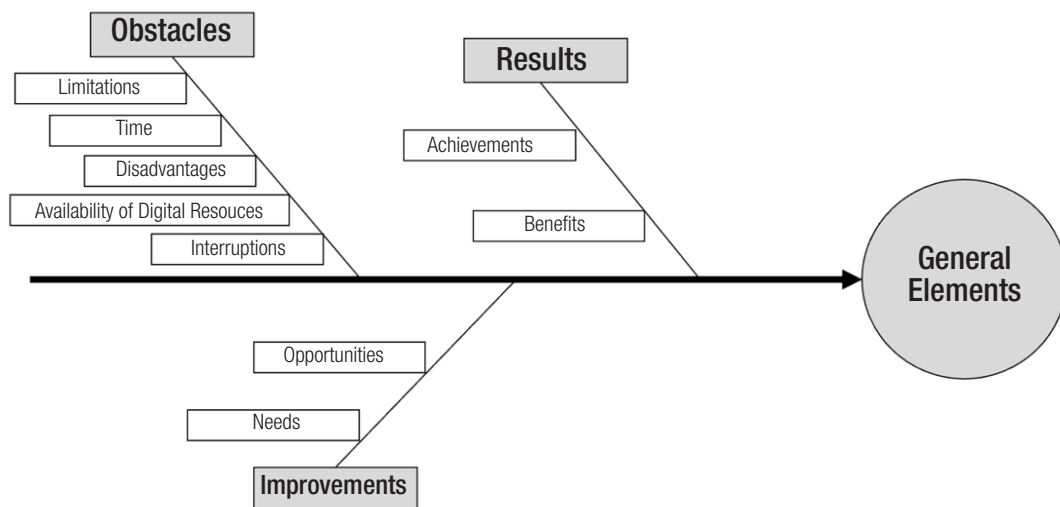 Obstacles
Limitations
Time
Disadvantages
Availability of Digital Resouces
Interruptions
Results
Achievements
Benefits
General
Elements
Opportunities
Needs
Improvements